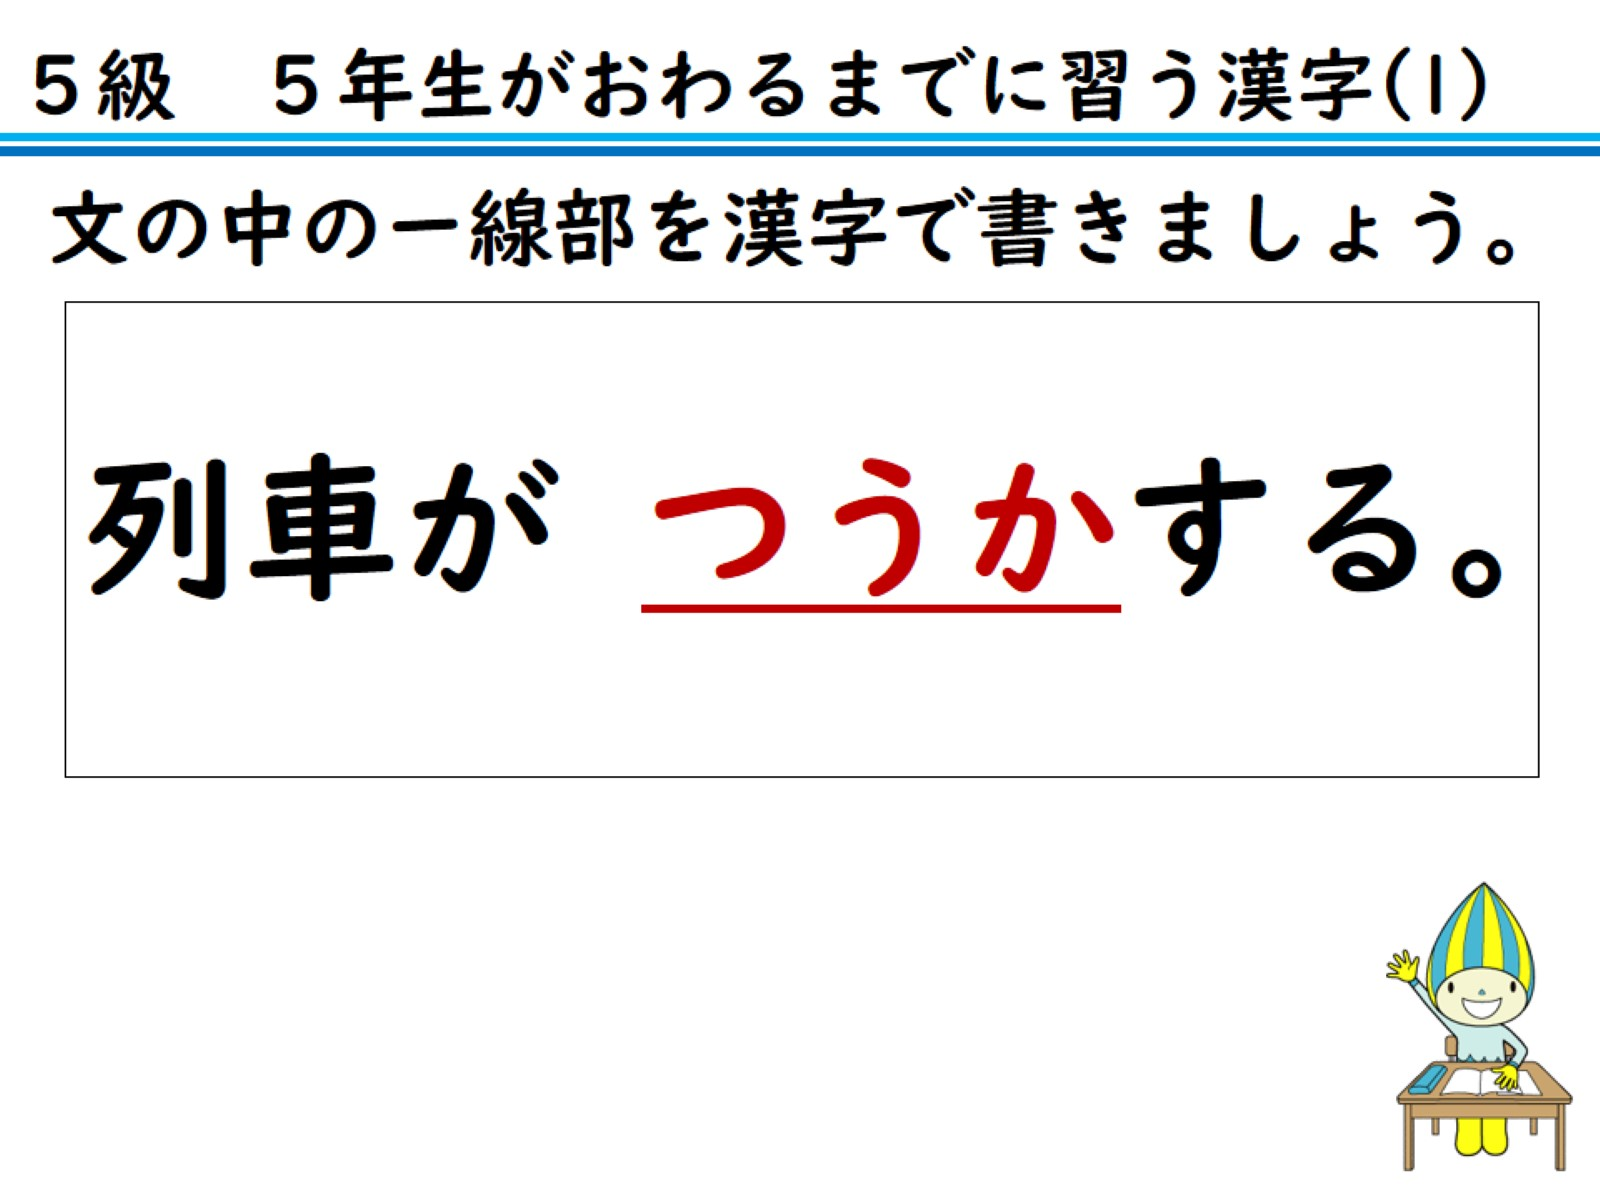 ５級　５年生がおわるまでに習う漢字(1)
文の中の―線部を漢字で書きましょう。
列車が つうかする。